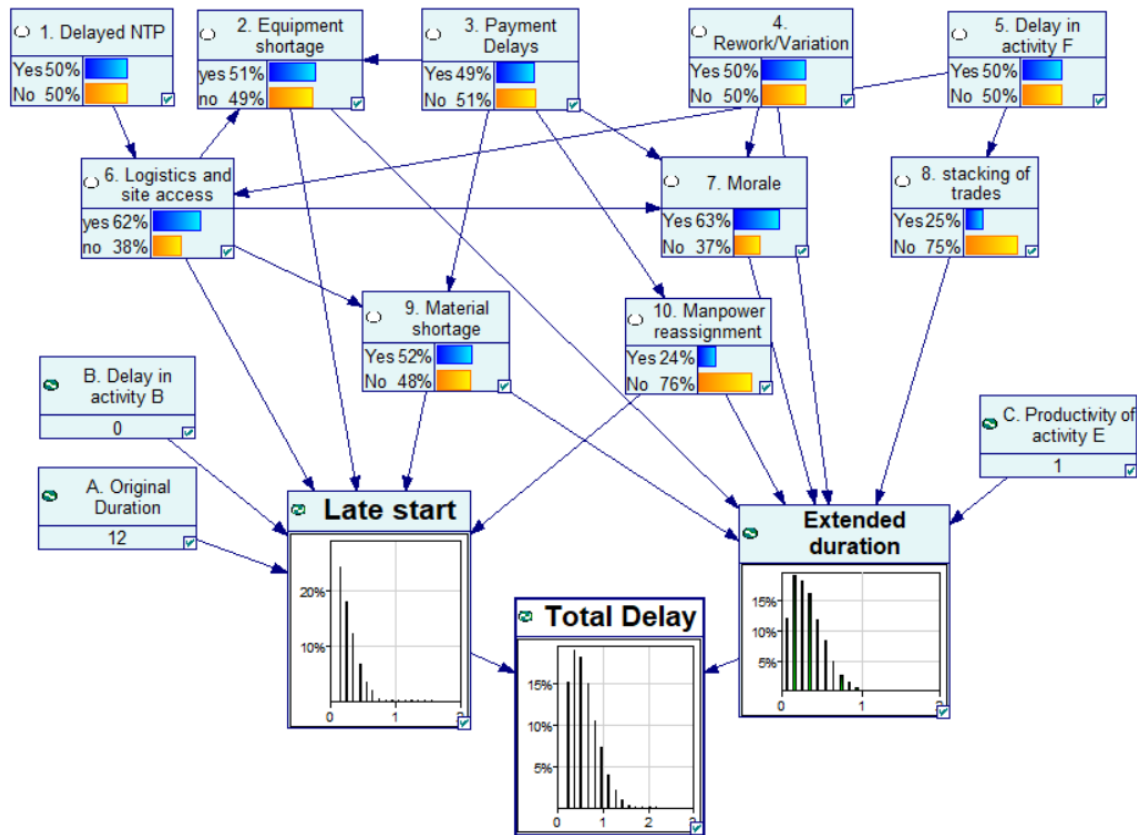 1. Delayed NTP
Yes 50%
No 50%
2. Equipment
shortage
yes 51%
no 49%
3. Payment
Delays
Yes 49%
No 51%
4.
Rework/Variation
Yes 50%
No 50%
5. Delay in
activity F
Yes 50%
No 50%
6. Logistics and
site access
yes 62%
no 38%
7. Morale
Yes 63%
No 37%
8. stacking of
trades
Yes 25%
No 75%
9. Material
shortage
Yes 52%
No 48%
10. Manpower
reassignment
Yes 24%
No 76%
B. Delay in
activity B
0
C. Productivity of
activity E
1
A. Original
Duration
12
Late start
20%
10%
0 1 2
Extended
duration
15%
10%
5%
0 1 2
Total Delay
15%
10%
5%
0 1 2 3